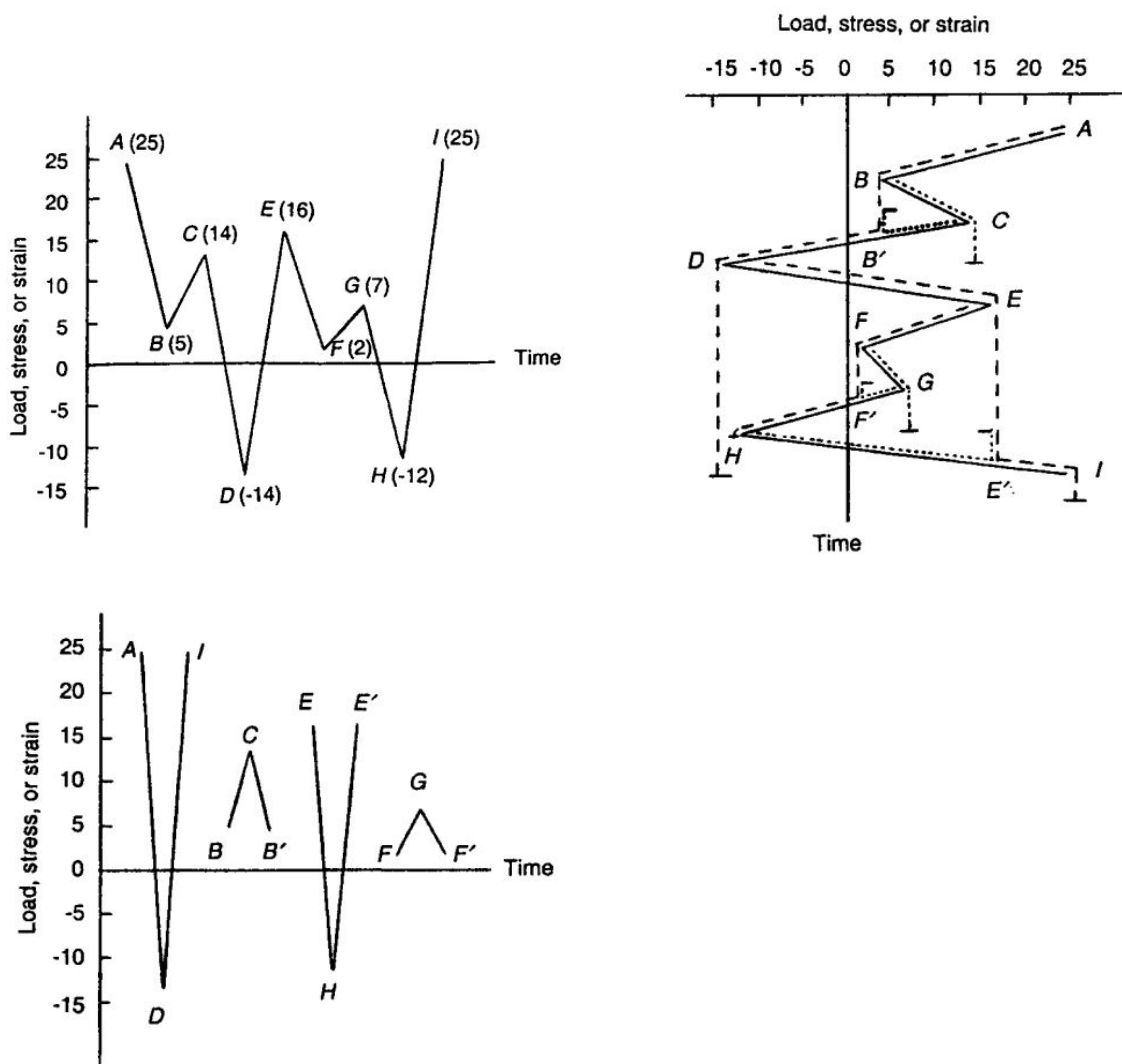 Load, stress, or strain
25
20
15
10
5
0
-5
-10
-15
A (25)
B (5)
C (14)
D (-14)
E (16)
F (2)
G (7)
H (-12)
I (25)
Time
Load, stress, or strain
-15 -10 -5 0 5 10 15 20 25
A
B
C
B′
D
E
F
G
F′
H
I
E′
Time
Load, stress, or strain
25
20
15
10
5
0
-5
-10
-15
A I
E E′
C
G
B B′
F F′
Time
H
D